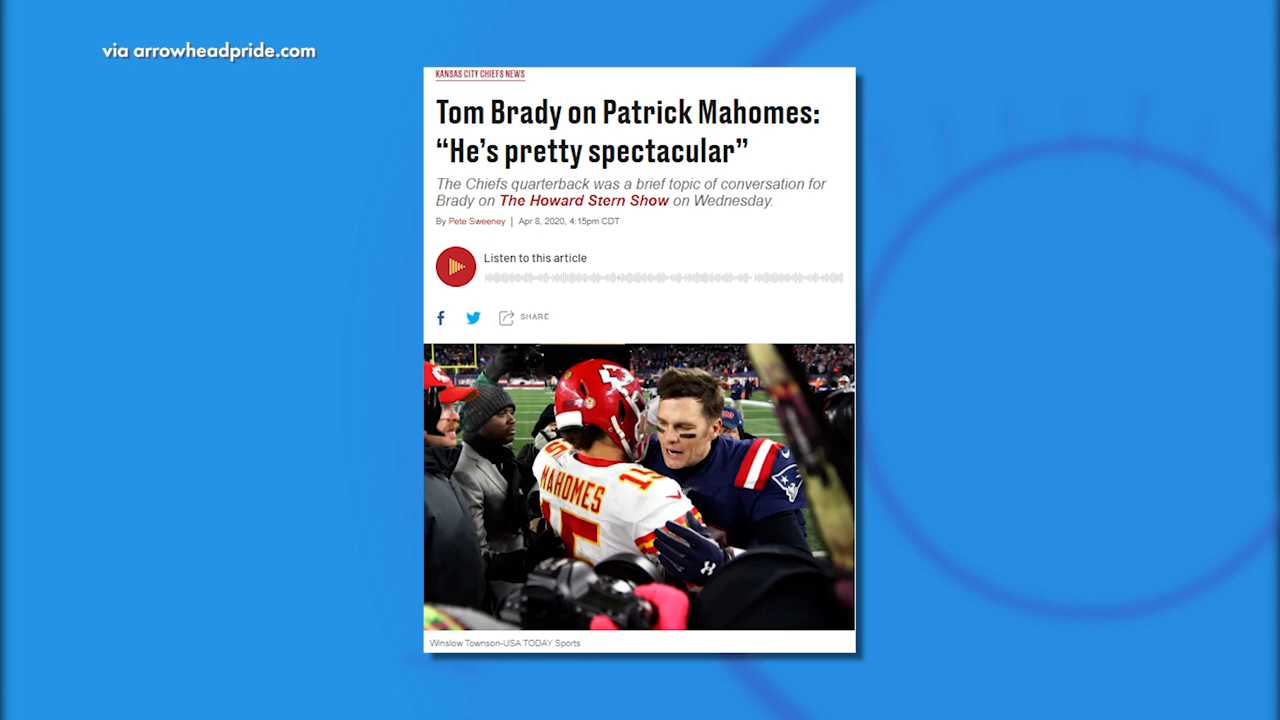 via arrowheadpride.com
KANSAS CITY CHIEFS NEWS
Tom Brady on Patrick Mahomes:
“He’s pretty spectacular”
The Chiefs quarterback was a brief topic of conversation for
Brady on The Howard Stern Show on Wednesday.
By Pete Sweeney | Apr 8, 2020, 4:15pm CDT
Listen to this article
SHARE
15
MAHOMES
15
Winslow Townson-USA TODAY Sports